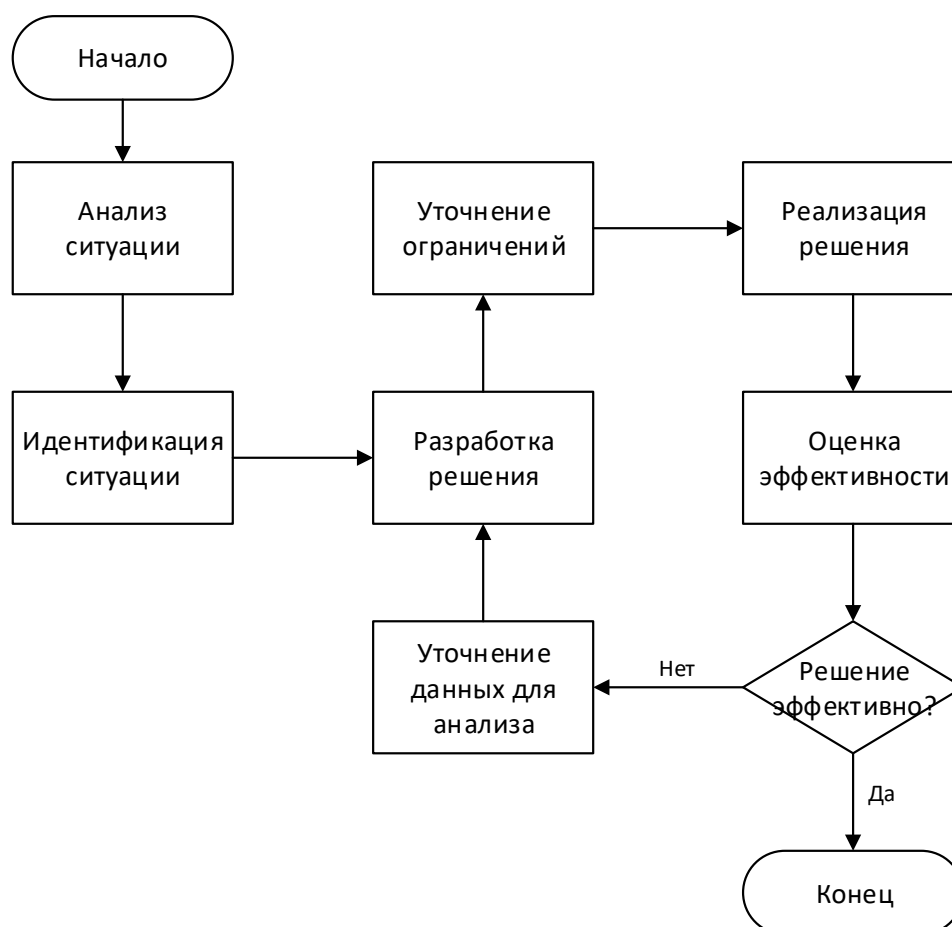 Начало
Анализ
ситуации
Идентификация
ситуации
Разработка
решения
Уточнение
ограничений
Реализация
решения
Оценка
эффективности
Решение
эффективно?
Нет
Уточнение
данных для
анализа
Да
Конец